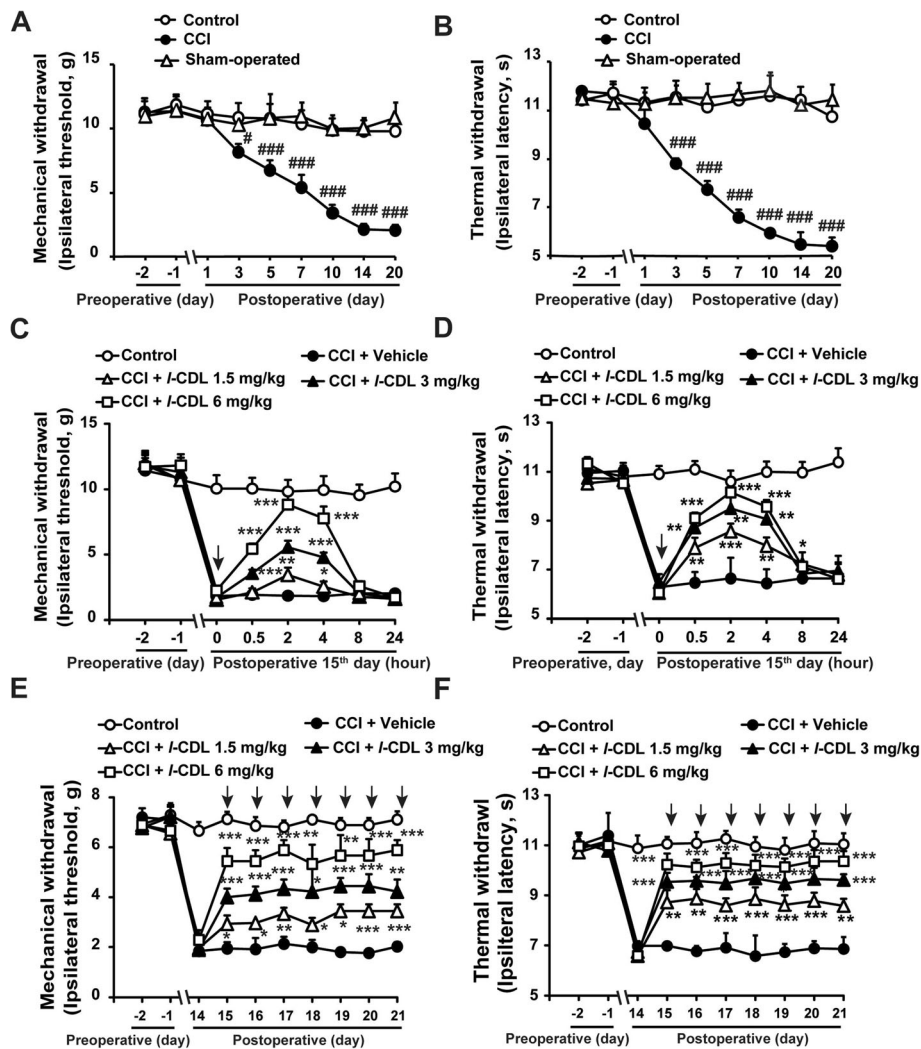 A
Control
CCI
Sham-operated
Mechanical withdrawal
(Ipsilateral threshold, g)
15
10
5
0
#
###
###
###
###
###
-2 -1 1 3 5 7 10 14 20
Preoperative (day) Postoperative (day)
B
Control
CCI
Sham-operated
Thermal withdrawal
(Ipsilateral latency, s)
13
11
9
7
5
###
###
###
###
###
###
-2 -1 1 3 5 7 10 14 20
Preoperative (day) Postoperative (day)
C
Control CCI + Vehicle
CCI + l-CDL 1.5 mg/kg CCI + l-CDL 3 mg/kg
CCI + l-CDL 6 mg/kg
Mechanical withdrawal
(Ipsilateral threshold, g)
15
10
5
0
***
***
***
***
***
***
**
*
-2 -1 0 0.5 2 4 8 24
Preoperative (day) Postoperative 15th day (hour)
D
Control CCI + Vehicle
CCI + l-CDL 1.5 mg/kg CCI + l-CDL 3 mg/kg
CCI + l-CDL 6 mg/kg
Thermal withdrawal
(Ipsilateral latency, s)
13
11
9
7
5
***
***
***
**
**
**
*
**
***
**
-2 -1 0 0.5 2 4 8 24
Preoperative, day Postoperative 15th day (hour)
E
Control CCI + Vehicle
CCI + l-CDL 1.5 mg/kg CCI + l-CDL 3 mg/kg
CCI + l-CDL 6 mg/kg
Mechanical withdrawal
(Ipsilateral threshold, g)
8
6
4
2
0
*** *** *** ** ** *** ***
*** *** *** * *** *** **
* * ** * * *** ***
-2 -1 14 15 16 17 18 19 20 21
Preoperative (day) Postoperative (day)
F
Control CCI + Vehicle
CCI + l-CDL 1.5 mg/kg CCI + l-CDL 3 mg/kg
CCI + l-CDL 6 mg/kg
Thermal withdrawl
(Ipsilteral latency, s)
13
11
9
7
5
*** *** *** *** *** *** ***
*** *** *** *** *** *** ***
** ** *** *** *** *** **
-2 -1 14 15 16 17 18 19 20 21
Preoperative (day) Postoperative (day)